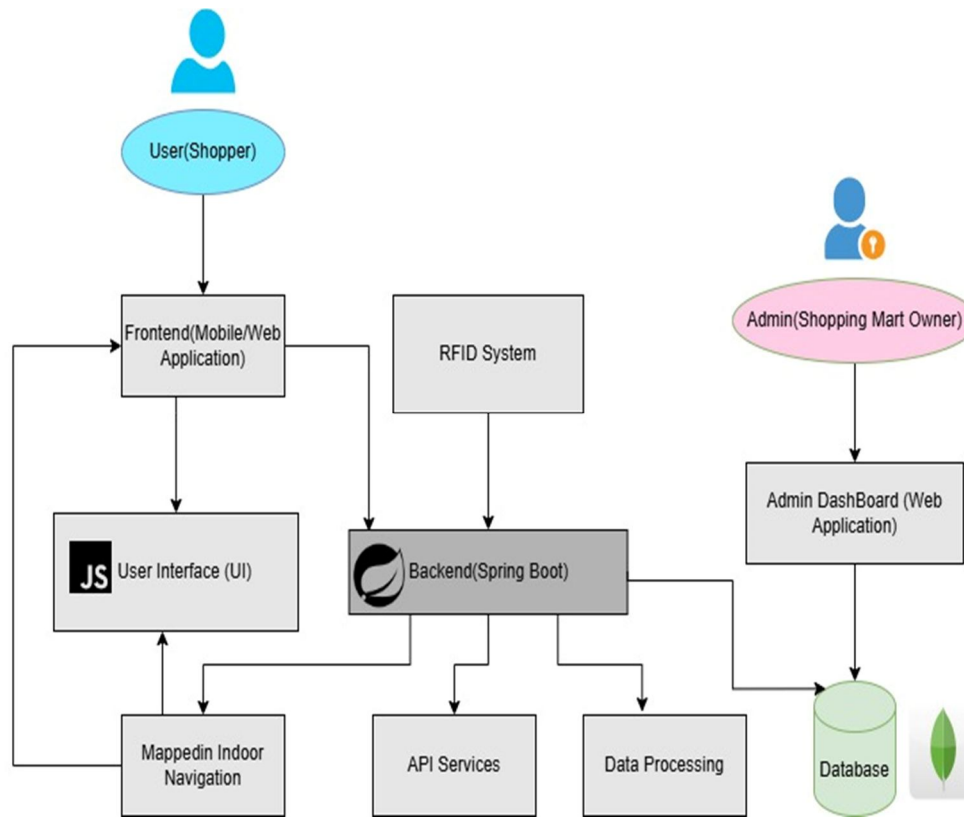 User(Shopper)
Admin(Shopping Mart Owner)
Frontend(Mobile/Web
Application)
RFID System
Admin DashBoard (Web
Application)
JS
User Interface (UI)
Backend(Spring Boot)
Mappedin Indoor
Navigation
API Services
Data Processing
Database